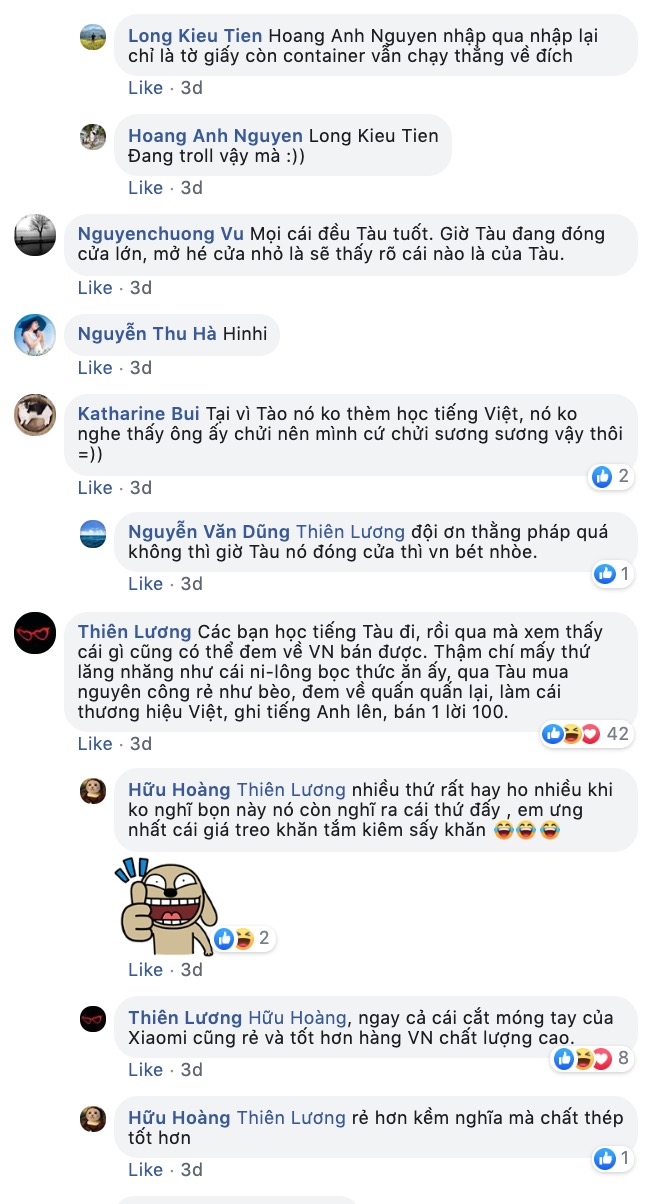 Long Kieu Tien Hoang Anh Nguyen nhập qua nhập lại
chỉ là tờ giấy còn container vẫn chạy thẳng về đích
Like · 3d
Hoang Anh Nguyen Long Kieu Tien
Đang troll vậy mà :))
Like · 3d
Nguyenchuong Vu Mọi cái đều Tàu tuốt. Giờ Tàu đang đóng
cửa lớn, mở hé cửa nhỏ là sẽ thấy rõ cái nào là của Tàu.
Like · 3d
Nguyễn Thu Hà Hinhi
Like · 3d
Katharine Bui Tại vì Tào nó ko thèm học tiếng Việt, nó ko
nghe thấy ông ấy chửi nên mình cứ chửi sương sương vậy thôi
=))
2
Like · 3d
Nguyễn Văn Dũng Thiên Lương đội ơn thằng pháp quá
không thì giờ Tàu nó đóng cửa thì vn bét nhòe.
1
Like · 3d
Thiên Lương Các bạn học tiếng Tàu đi, rồi qua mà xem thấy
cái gì cũng có thể đem về VN bán được. Thậm chí mấy thứ
lăng nhăng như cái ni-lông bọc thức ăn ấy, qua Tàu mua
nguyên công rẻ như bèo, đem về quấn quấn lại, làm cái
thương hiệu Việt, ghi tiếng Anh lên, bán 1 lời 100.
42
Like · 3d
Hữu Hoàng Thiên Lương nhiều thứ rất hay ho nhiều khi
ko nghĩ bọn này nó còn nghĩ ra cái thứ đấy , em ưng
nhất cái giá treo khăn tắm kiêm sấy khăn 😂😂😂
2
Like · 3d
Thiên Lương Hữu Hoàng, ngay cả cái cắt móng tay của
Xiaomi cũng rẻ và tốt hơn hàng VN chất lượng cao.
8
Like · 3d
Hữu Hoàng Thiên Lương rẻ hơn kềm nghĩa mà chất thép
tốt hơn
1
Like · 3d